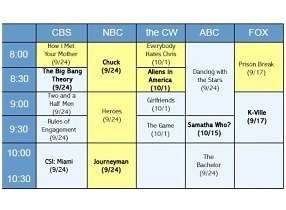 CBS NBC the CW ABC FOX
8:00
How I Met
Your Mother
(9/24)
Chuck
(9/24)
Everybody
Hates Chris
(10/1)
Dancing with
the Stars
(9/24)
Prison Break
(9/17)
8:30
The Big Bang
Theory
(9/24)
Aliens in
America
(10/1)
9:00
Two and a
Half Men
(9/24)
Heroes
(9/24)
Girlfriends
(10/1)
K-Ville
(9/17)
9:30
Rules of
Engagement
(9/24)
The Game
(10/1)
Samatha Who?
(10/15)
10:00
CSI: Miami
(9/24)
Journeyman
(9/24)
The
Bachelor
(9/24)
10:30